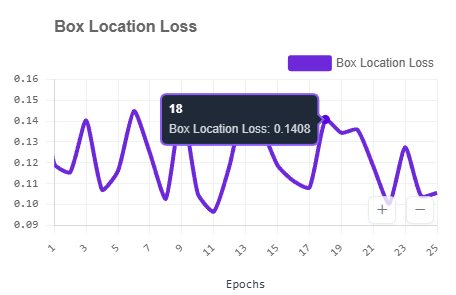 Box Location Loss
Box Location Loss
0.16
0.15
0.14
0.13
0.12
0.11
0.10
0.09
18
Box Location Loss: 0.1408
+ −
1 3 5 7 9 11 13 15 17 19 21 23 25
Epochs